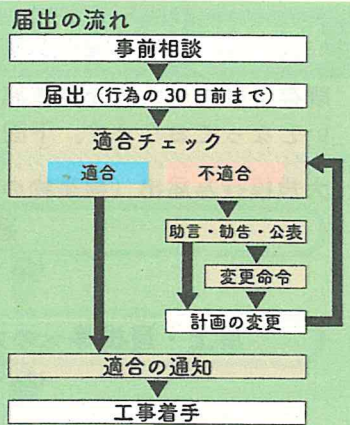 届出の流れ
事前相談
届出（行為の30日前まで）
適合チェック
適合 不適合
助言・勧告・公表
変更命令
計画の変更
適合の通知
工事着手